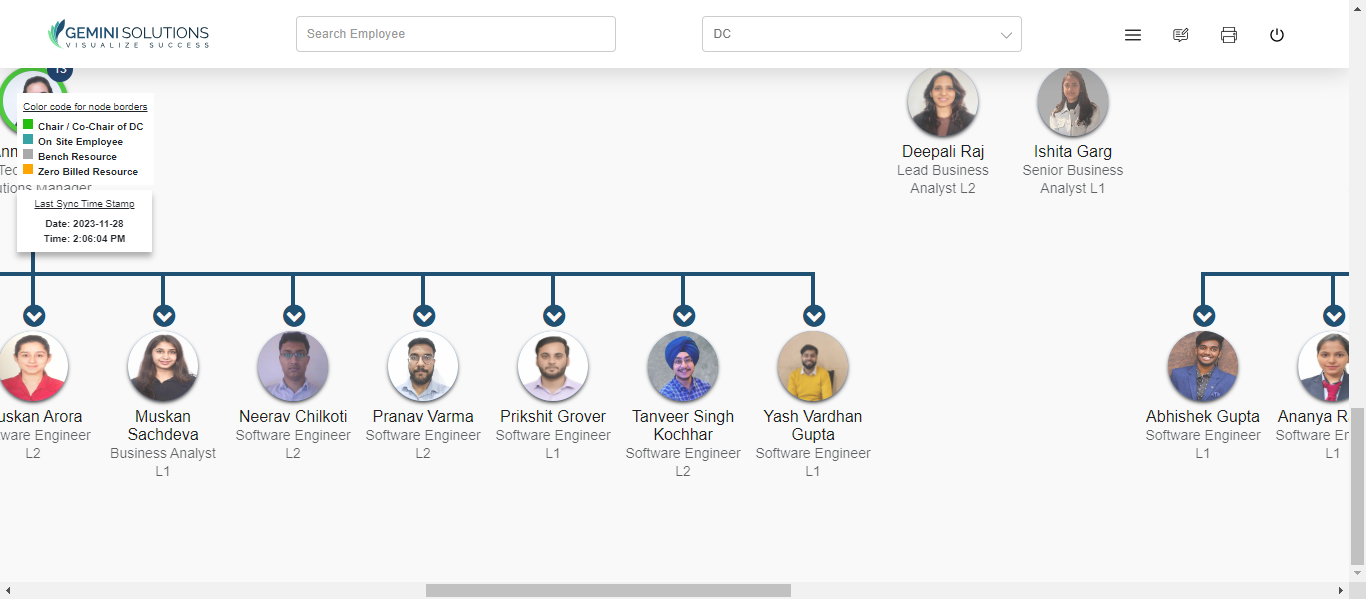 GEMINI SOLUTIONS
VISUALIZE SUCCESS
Search Employee
DC
Color code for node borders
Chair / Co-Chair of DC
On Site Employee
Bench Resource
Zero Billed Resource
utions Manager
Last Sync Time Stamp
Date: 2023-11-28
Time: 2:06:04 PM
Deepali Raj
Lead Business
Analyst L2
Ishita Garg
Senior Business
Analyst L1
uskan Arora
ware Engineer
L2
Muskan
Sachdeva
Business Analyst
L1
Neerav Chilkoti
Software Engineer
L2
Pranav Varma
Software Engineer
L2
Prikshit Grover
Software Engineer
L1
Tanveer Singh
Kochhar
Software Engineer
L2
Yash Vardhan
Gupta
Software Engineer
L1
Abhishek Gupta
Software Engineer
L1
Ananya R
Software Er
L1